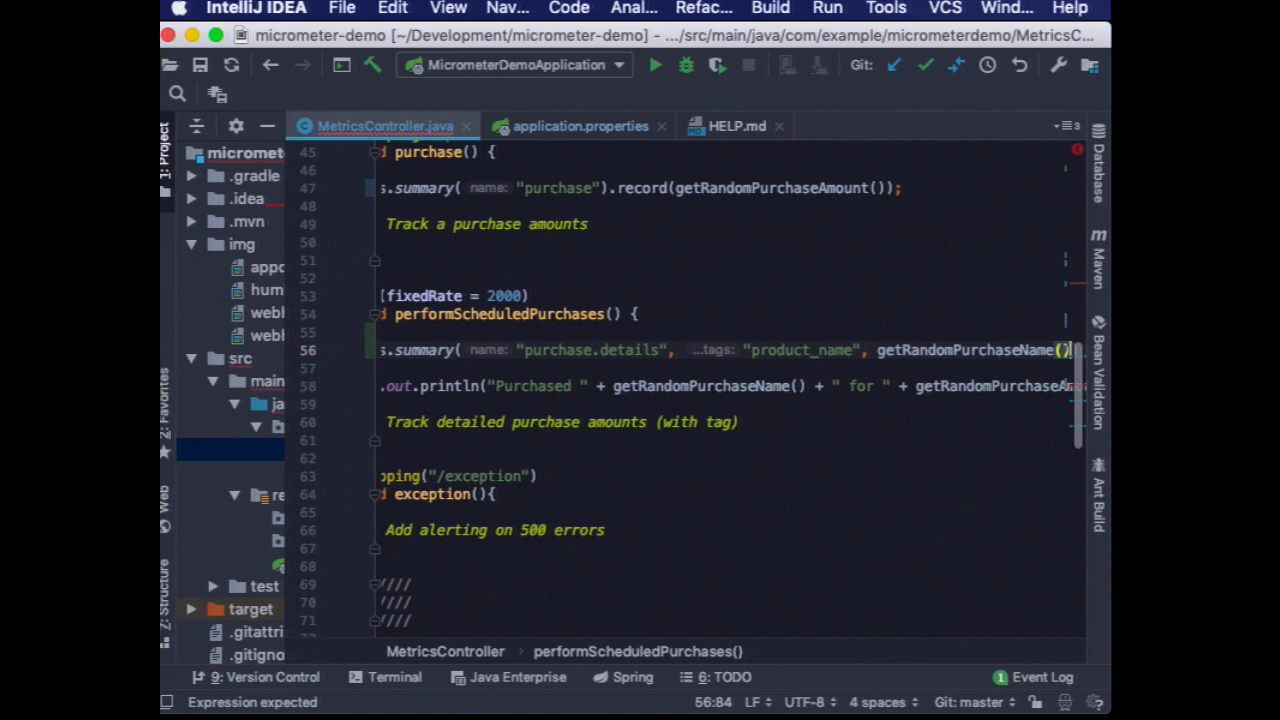 IntelliJ IDEA File Edit View Nav... Code Anal... Refac... Build Run Tools VCS Wind... Help
micrometer-demo [~/Development/micrometer-demo] - .../src/main/java/com/example/micrometerdemo/MetricsC...
MicrometerDemoApplication Git:
MetricsController.java application.properties HELP.md
1: Project
micromet
.gradle
.idea
.mvn
img
appd
hum
webh
webh
src
main
ja
re
test
target
.gitattri
.gitigno
2: Favorites
Web
Z: Structure
45 d purchase() {
46
47 s.summary( name: "purchase").record(getRandomPurchaseAmount());
48
49 Track a purchase amounts
50
51
52
53 (fixedRate = 2000)
54 d performScheduledPurchases() {
55
56 s.summary( name: "purchase.details", ...tags: "product_name", getRandomPurchaseName()
57
58 .out.println("Purchased " + getRandomPurchaseName() + " for " + getRandomPurchaseAm
59
60 Track detailed purchase amounts (with tag)
61
62
63 pping("/exception")
64 d exception(){
65
66 Add alerting on 500 errors
67
68
69 ////
70 ////
71 ////
Database
Maven
Bean Validation
Ant Build
MetricsController › performScheduledPurchases()
9: Version Control Terminal Java Enterprise Spring 6: TODO 1 Event Log
Expression expected 56:84 LF UTF-8 4 spaces Git: master